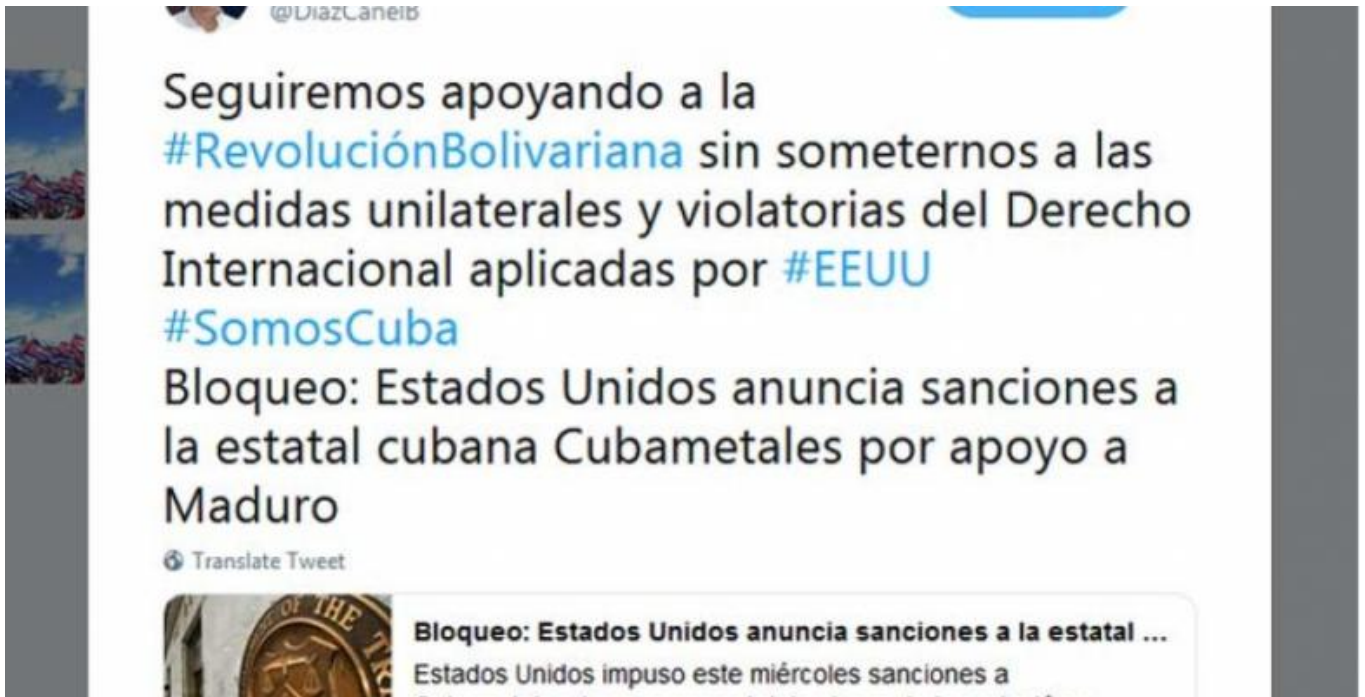 @DiazCanelB
Seguiremos apoyando a la
#RevoluciónBolivariana sin someternos a las
medidas unilaterales y violatorias del Derecho
Internacional aplicadas por #EEUU
#SomosCuba
Bloqueo: Estados Unidos anuncia sanciones a
la estatal cubana Cubametales por apoyo a
Maduro
Translate Tweet
OF THE
Bloqueo: Estados Unidos anuncia sanciones a la estatal ...
Estados Unidos impuso este miércoles sanciones a